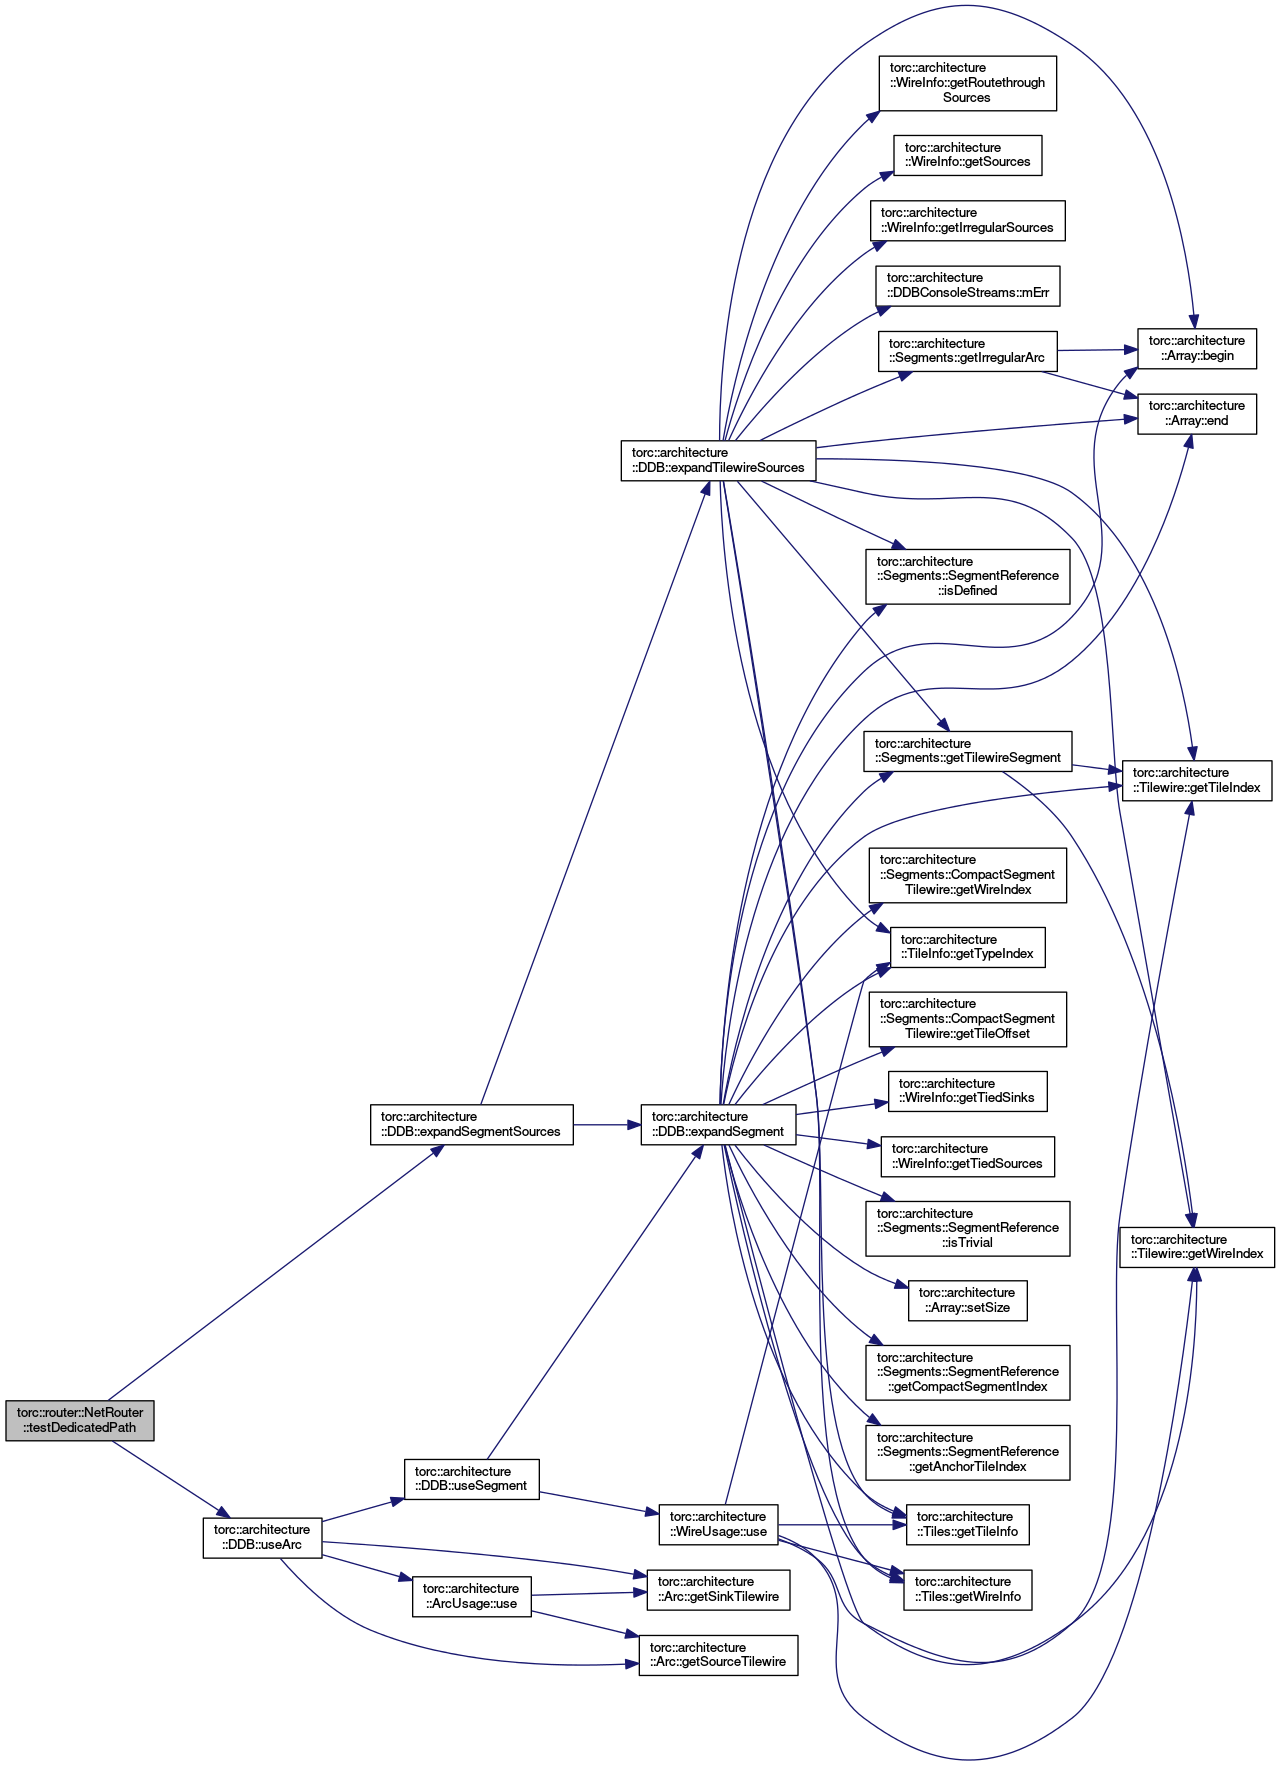 torc::architecture
::WireInfo::getRoutethrough
Sources
torc::architecture
::WireInfo::getSources
torc::architecture
::WireInfo::getIrregularSources
torc::architecture
::DDBConsoleStreams::mErr
torc::architecture
::Segments::getIrregularArc
torc::architecture
::Array::begin
torc::architecture
::Array::end
torc::architecture
::DDB::expandTilewireSources
torc::architecture
::Segments::SegmentReference
::isDefined
torc::architecture
::Segments::getTilewireSegment
torc::architecture
::Tilewire::getTileIndex
torc::architecture
::Segments::CompactSegment
Tilewire::getWireIndex
torc::architecture
::TileInfo::getTypeIndex
torc::architecture
::Segments::CompactSegment
Tilewire::getTileOffset
torc::architecture
::WireInfo::getTiedSinks
torc::architecture
::DDB::expandSegmentSources
torc::architecture
::DDB::expandSegment
torc::architecture
::WireInfo::getTiedSources
torc::architecture
::Segments::SegmentReference
::isTrivial
torc::architecture
::Tilewire::getWireIndex
torc::architecture
::Array::setSize
torc::architecture
::Segments::SegmentReference
::getCompactSegmentIndex
torc::router::NetRouter
::testDedicatedPath
torc::architecture
::Segments::SegmentReference
::getAnchorTileIndex
torc::architecture
::DDB::useSegment
torc::architecture
::WireUsage::use
torc::architecture
::Tiles::getTileInfo
torc::architecture
::DDB::useArc
torc::architecture
::ArcUsage::use
torc::architecture
::Arc::getSinkTilewire
torc::architecture
::Tiles::getWireInfo
torc::architecture
::Arc::getSourceTilewire